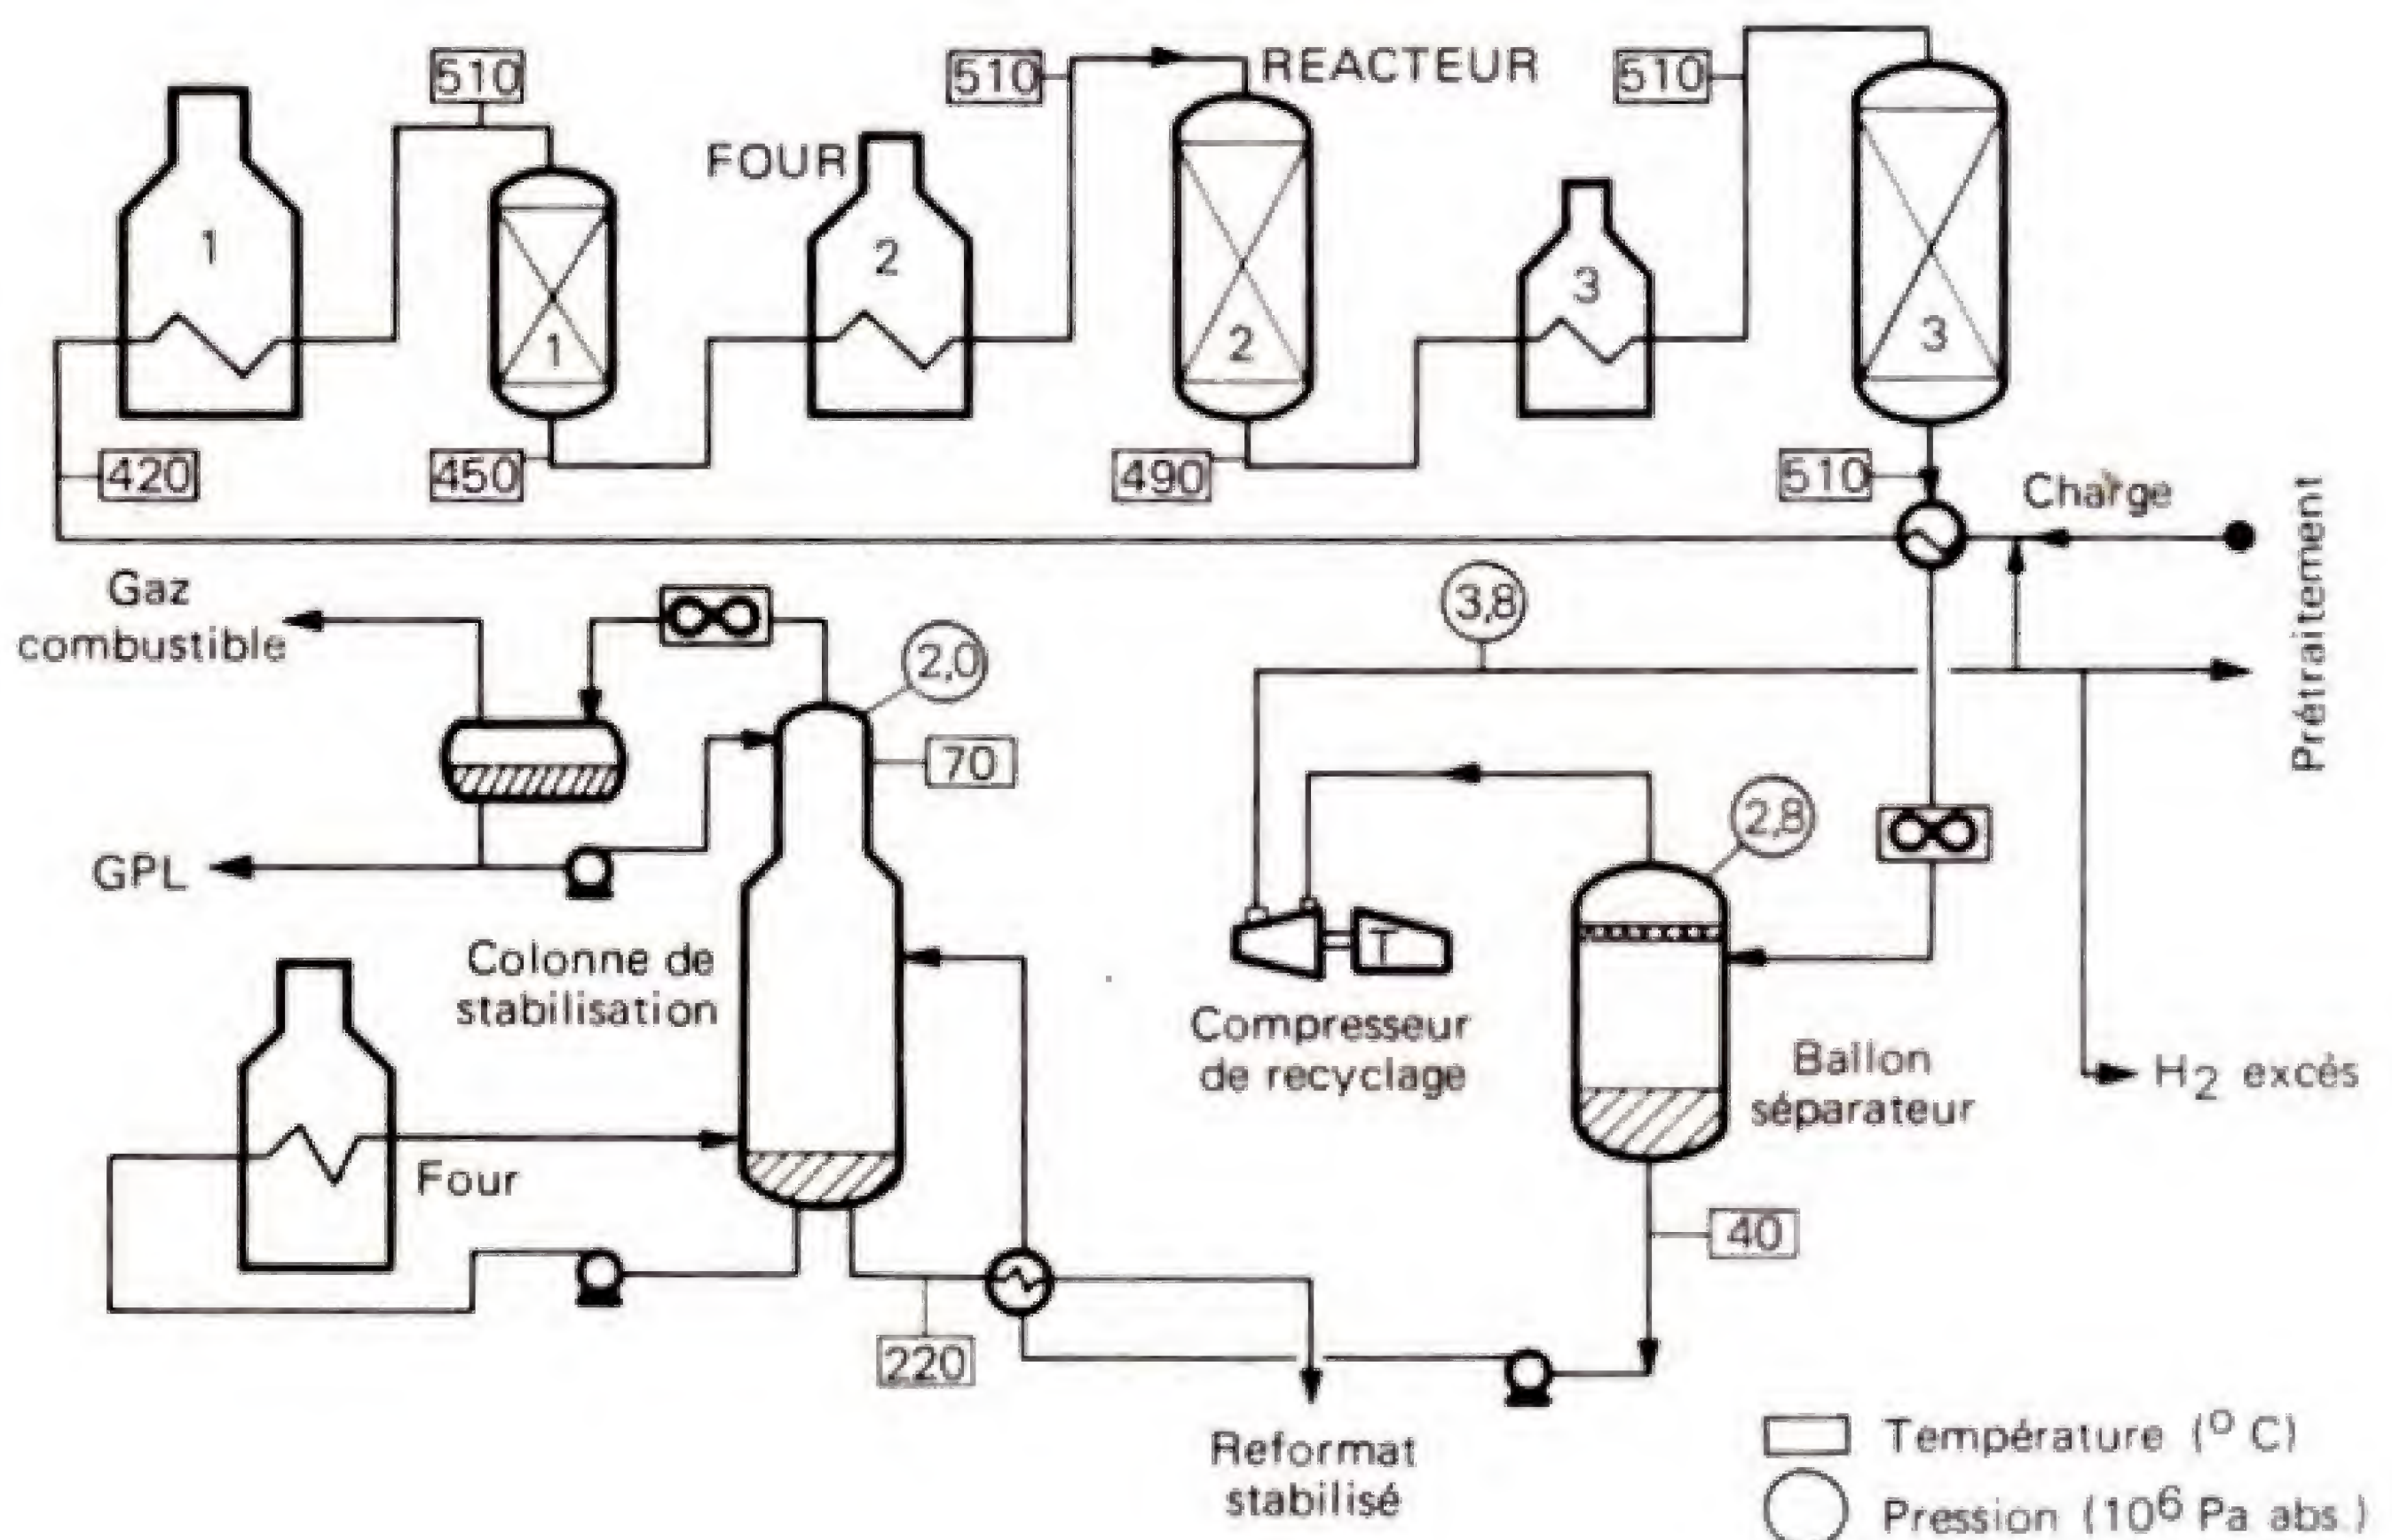 510
510
REACTEUR
510
FOUR
1
2
3
1
2
3
420
450
490
510
Charge
Prétraitement
Gaz
combustible
3,8
2,0
70
2,8
GPL
Colonne de
stabilisation
T
Compresseur
de recyclage
Ballon
séparateur
H2 excès
Four
40
220
Reformat
stabilisé
Température (° C)
Pression (10⁶ Pa abs.)